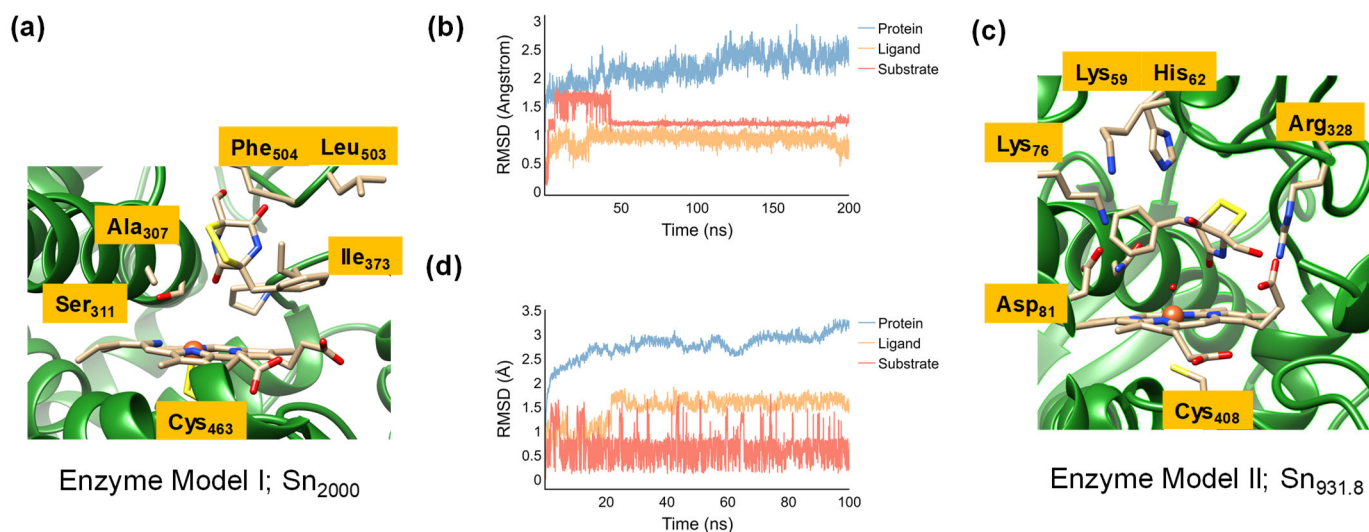 (a)
Phe504
Leu503
Ala307
Ile373
Ser311
Cys463
Enzyme Model I; Sn2000
(b)
RMSD (Angstrom)
3
2.5
2
1.5
1
0.5
0
50
100
150
200
Time (ns)
Protein
Ligand
Substrate
(d)
RMSD (Å)
3.5
3
2.5
2
1.5
1
0.5
0
20
40
60
80
100
Time (ns)
Protein
Ligand
Substrate
(c)
Lys59
His62
Arg328
Lys76
Asp81
Cys408
Enzyme Model II; Sn931.8